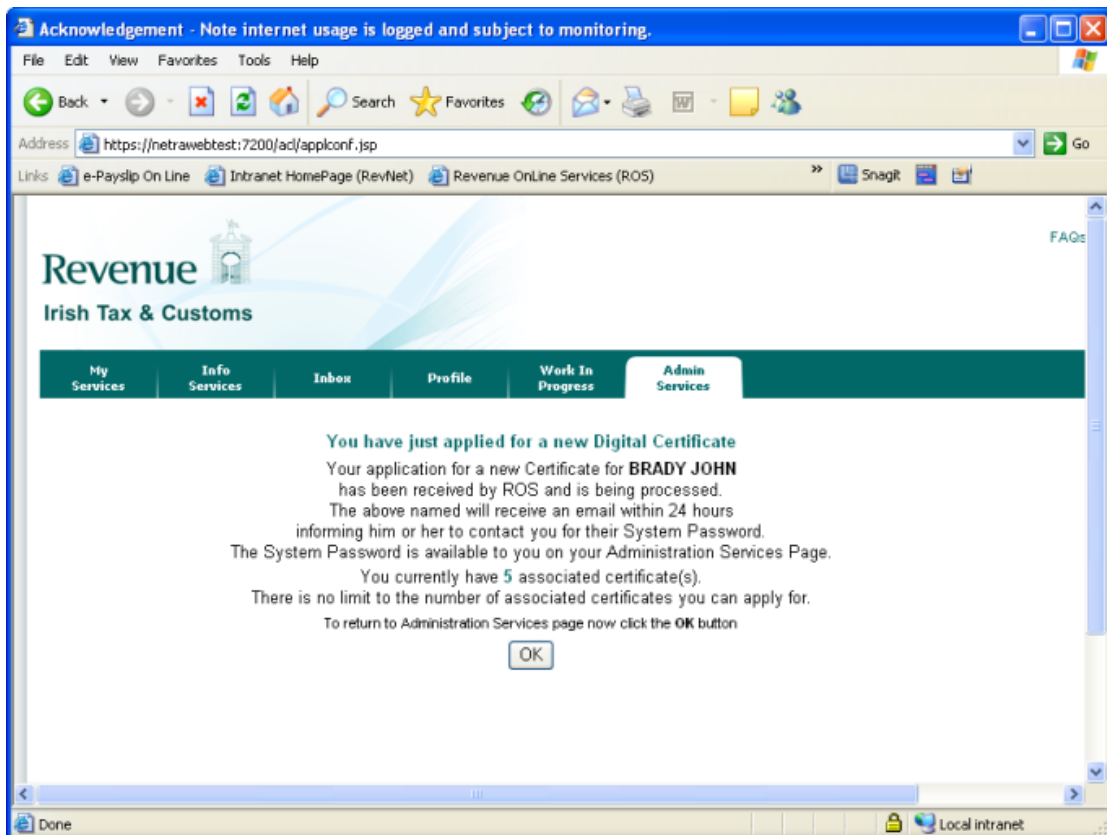 Acknowledgement - Note internet usage is logged and subject to monitoring.
File Edit View Favorites Tools Help
Back Search Favorites
Address https://netrawebtest:7200/acl/applconf.jsp Go
Links e-Payslip On Line Intranet HomePage (RevNet) Revenue OnLine Services (ROS) » SnagIt
FAQs
Revenue
Irish Tax & Customs
My Services Info Services Inbox Profile Work In Progress Admin Services
You have just applied for a new Digital Certificate
Your application for a new Certificate for BRADY JOHN
has been received by ROS and is being processed.
The above named will receive an email within 24 hours
informing him or her to contact you for their System Password.
The System Password is available to you on your Administration Services Page.
You currently have 5 associated certificate(s).
There is no limit to the number of associated certificates you can apply for.
To return to Administration Services page now click the OK button
OK
Done Local intranet